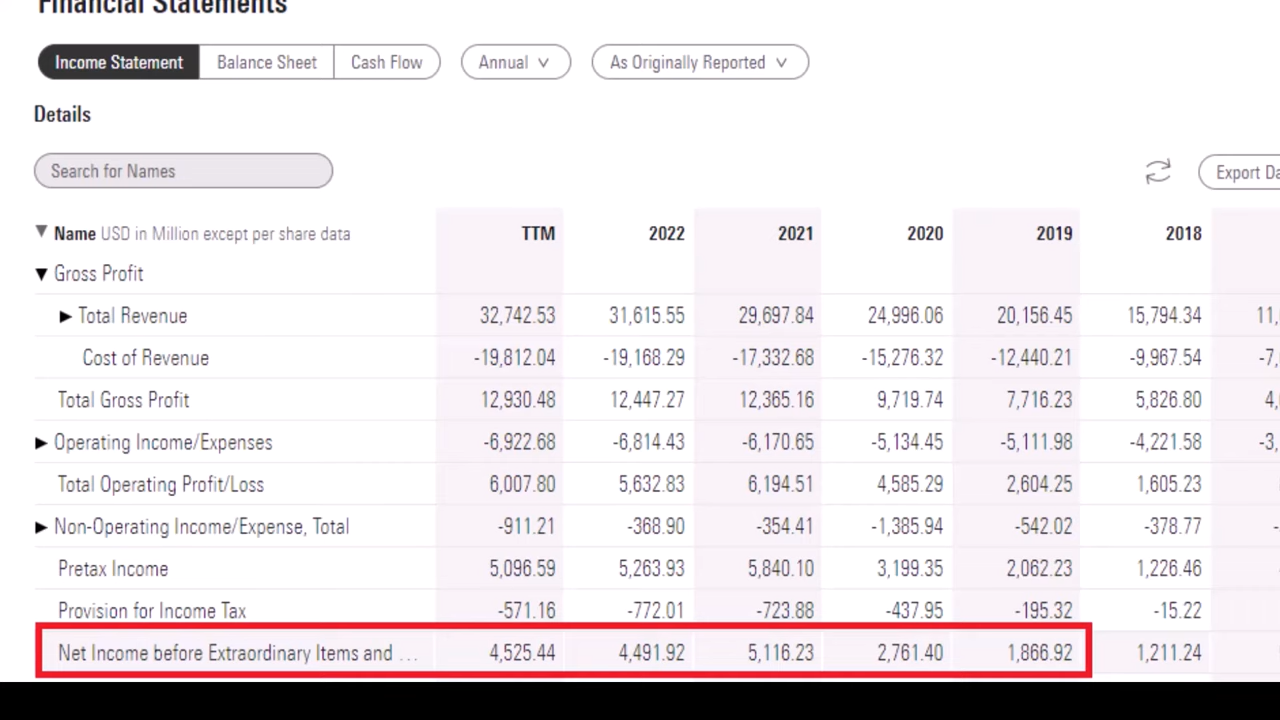 Financial Statements
Income Statement Balance Sheet Cash Flow Annual As Originally Reported
Details
Search for Names Export Da
Name USD in Million except per share data TTM 2022 2021 2020 2019 2018
Gross Profit
Total Revenue 32,742.53 31,615.55 29,697.84 24,996.06 20,156.45 15,794.34 11,
Cost of Revenue -19,812.04 -19,168.29 -17,332.68 -15,276.32 -12,440.21 -9,967.54 -7,
Total Gross Profit 12,930.48 12,447.27 12,365.16 9,719.74 7,716.23 5,826.80 4,
Operating Income/Expenses -6,922.68 -6,814.43 -6,170.65 -5,134.45 -5,111.98 -4,221.58 -3,
Total Operating Profit/Loss 6,007.80 5,632.83 6,194.51 4,585.29 2,604.25 1,605.23
Non-Operating Income/Expense, Total -911.21 -368.90 -354.41 -1,385.94 -542.02 -378.77
Pretax Income 5,096.59 5,263.93 5,840.10 3,199.35 2,062.23 1,226.46
Provision for Income Tax -571.16 -772.01 -723.88 -437.95 -195.32 -15.22
Net Income before Extraordinary Items and ... 4,525.44 4,491.92 5,116.23 2,761.40 1,866.92 1,211.24